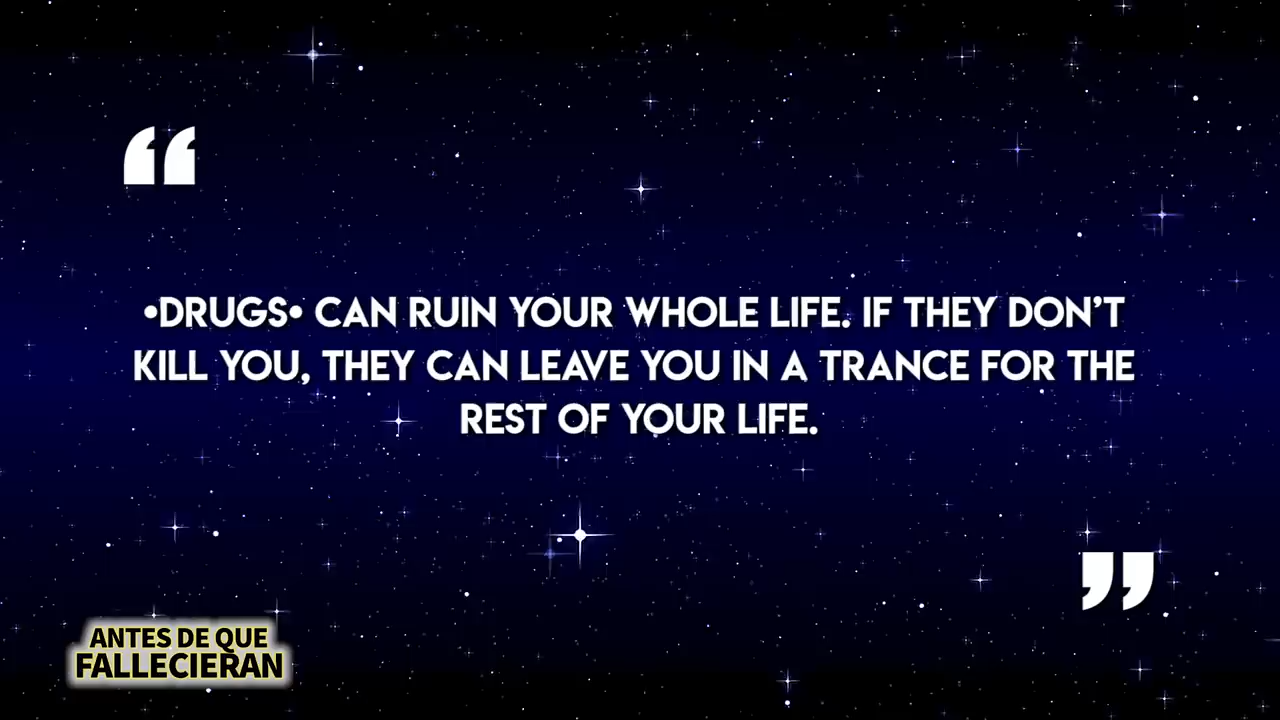 “
•DRUGS• CAN RUIN YOUR WHOLE LIFE. IF THEY DON’T
KILL YOU, THEY CAN LEAVE YOU IN A TRANCE FOR THE
REST OF YOUR LIFE.
”
ANTES DE QUE
FALLECIERAN